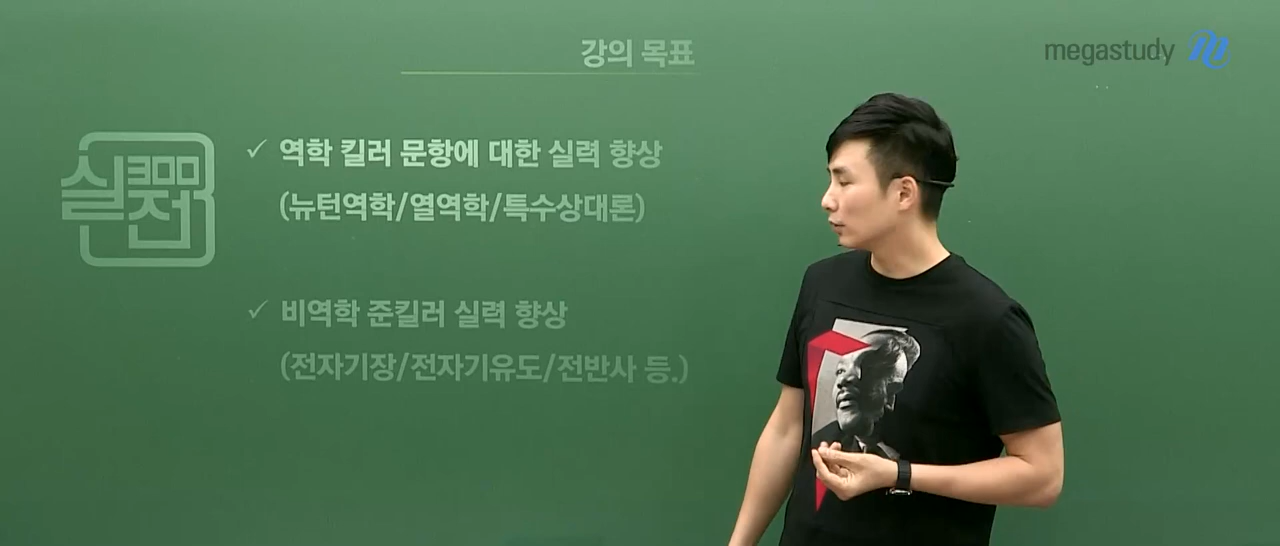 강의 목표
megastudy
실전
300
✓ 역학 킬러 문항에 대한 실력 향상
(뉴턴역학/열역학/특수상대론)
✓ 비역학 준킬러 실력 향상
(전자기장/전자기유도/전반사 등.)